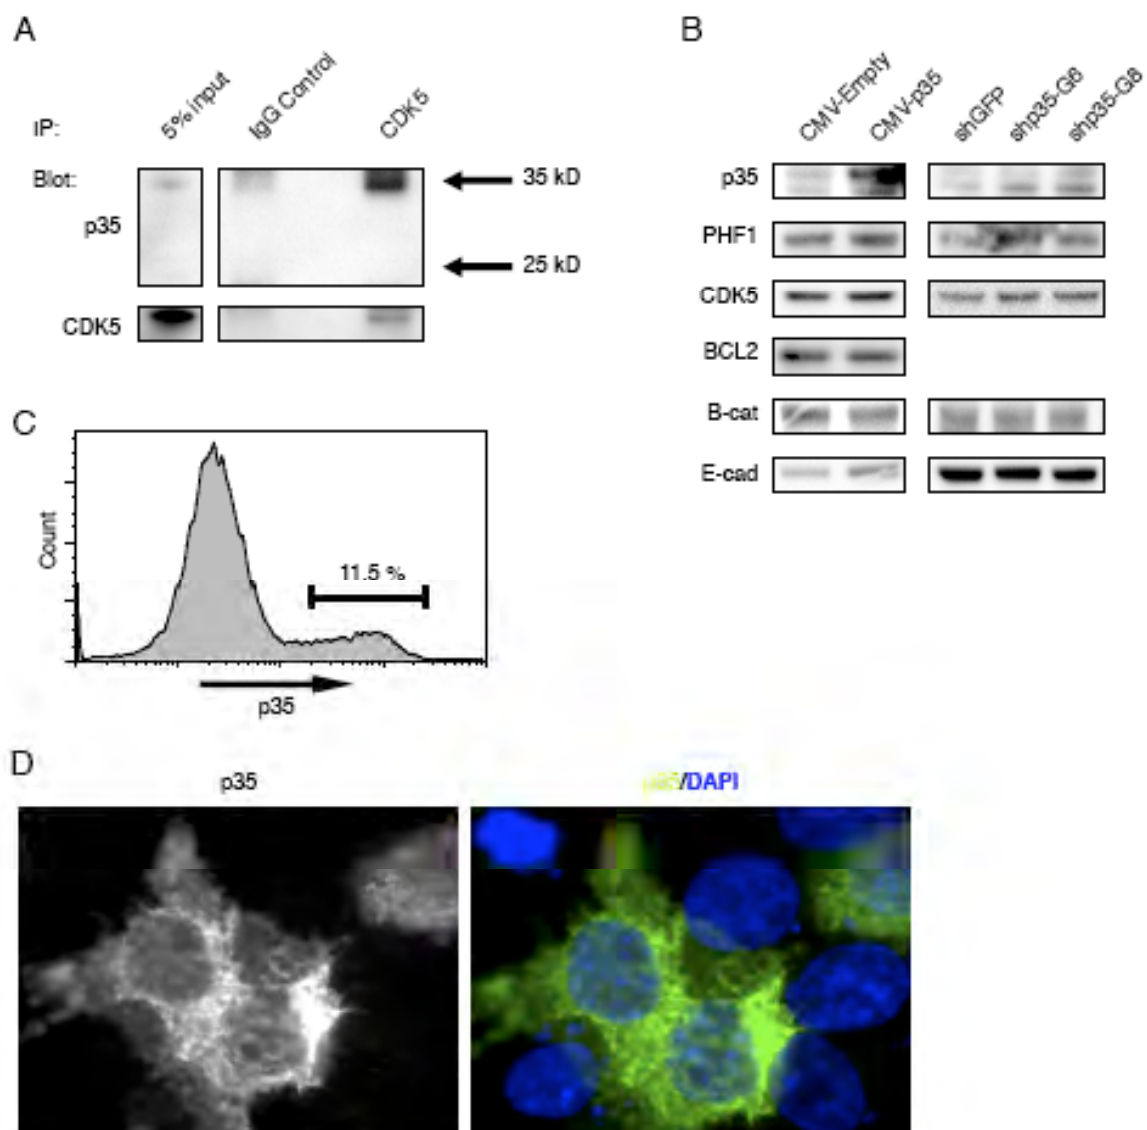 A
5% input
IgG Control
CDK5
IP:
Blot:
p35
CDK5
35 kD
25 kD
B
CMV-Empty
CMV-p35
shGFP
shp35-G6
shp35-G8
p35
PHF1
CDK5
BCL2
B-cat
E-cad
C
Count
11.5 %
p35
D
p35
p35/DAPI